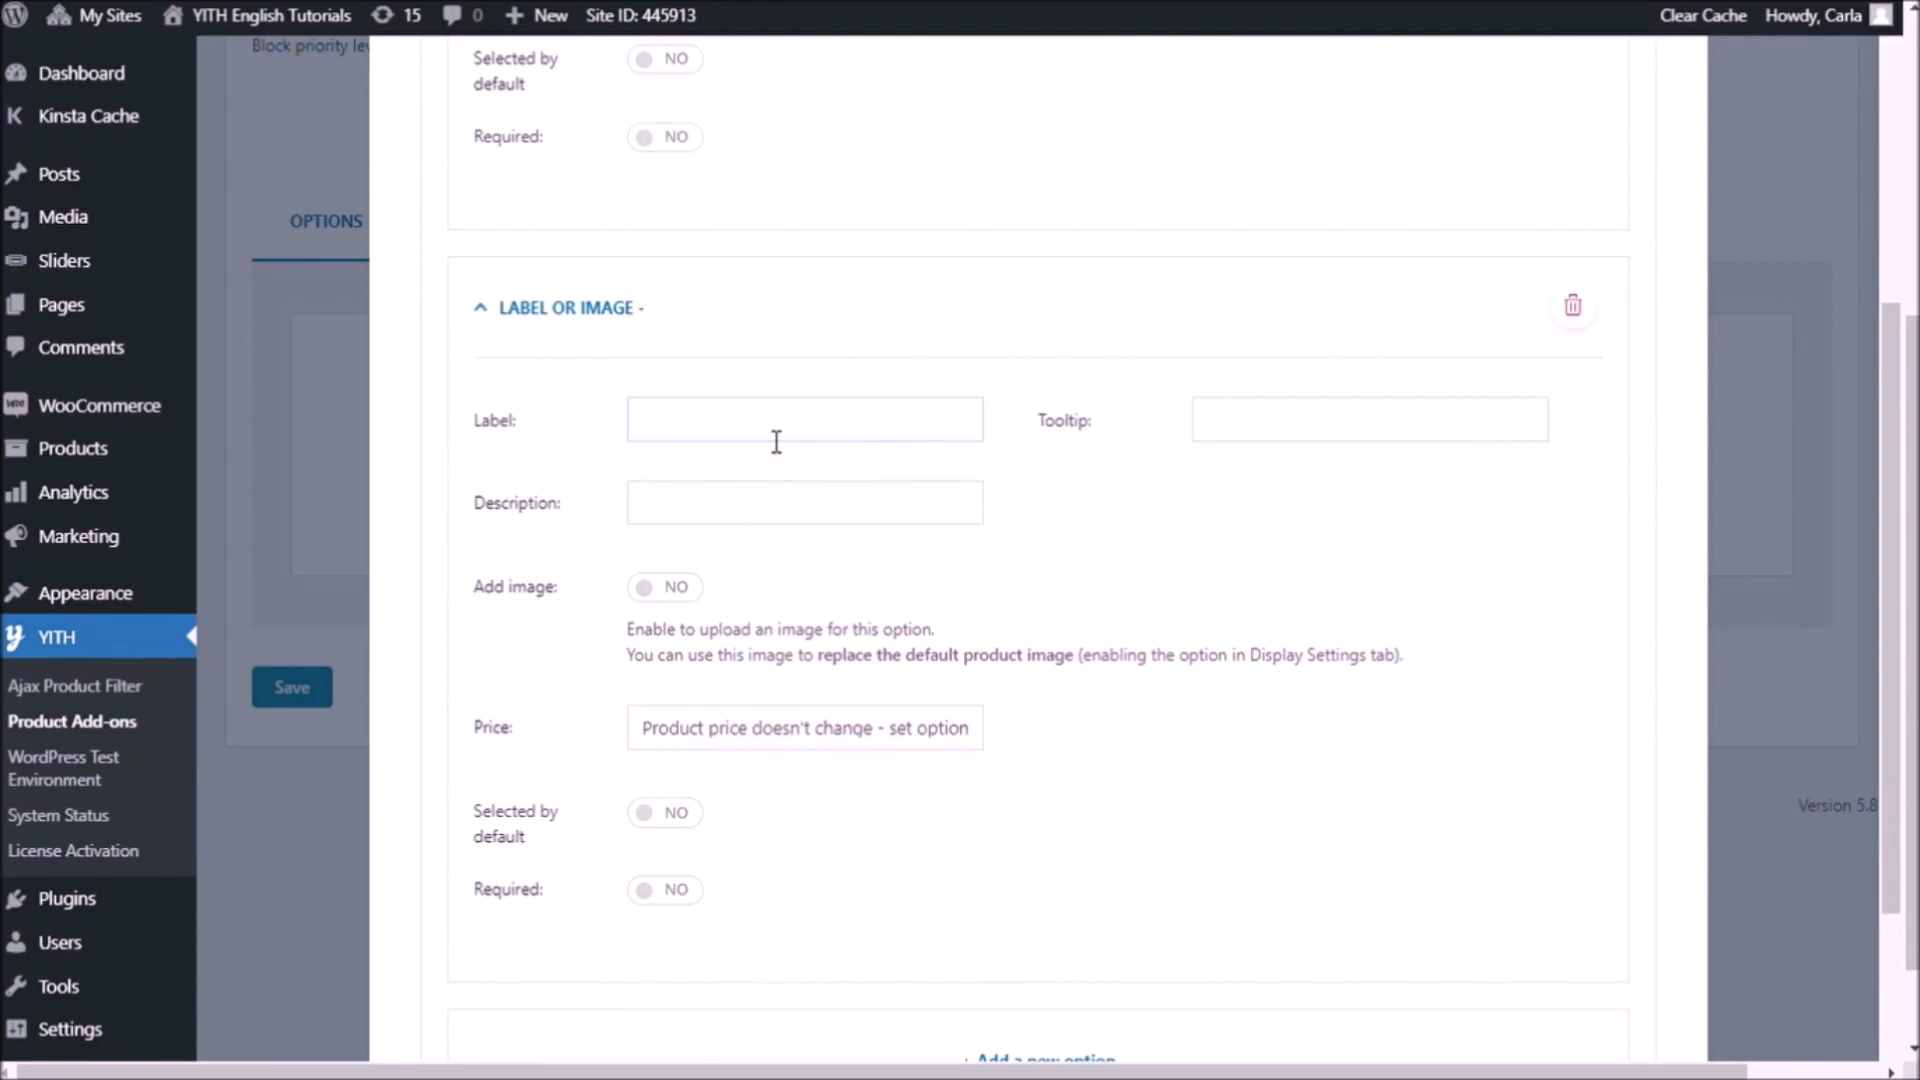 My Sites
YITH English Tutorials
15
0
New
Site ID: 445913
Clear Cache
Howdy, Carla
Dashboard
Kinsta Cache
Posts
Media
Sliders
Pages
Comments
WooCommerce
Products
Analytics
Marketing
Appearance
YITH
Ajax Product Filter
Product Add-ons
WordPress Test
Environment
System Status
License Activation
Plugins
Users
Tools
Settings
Block priority
OPTIONS
Save
Selected by
default
NO
Required:
NO
LABEL OR IMAGE -
Label:
Tooltip:
Description:
Add image:
NO
Enable to upload an image for this option.
You can use this image to replace the default product image (enabling the option in Display Settings tab).
Price:
Product price doesn't change - set option
Selected by
default
NO
Required:
NO
Add a new option
Version 5.8